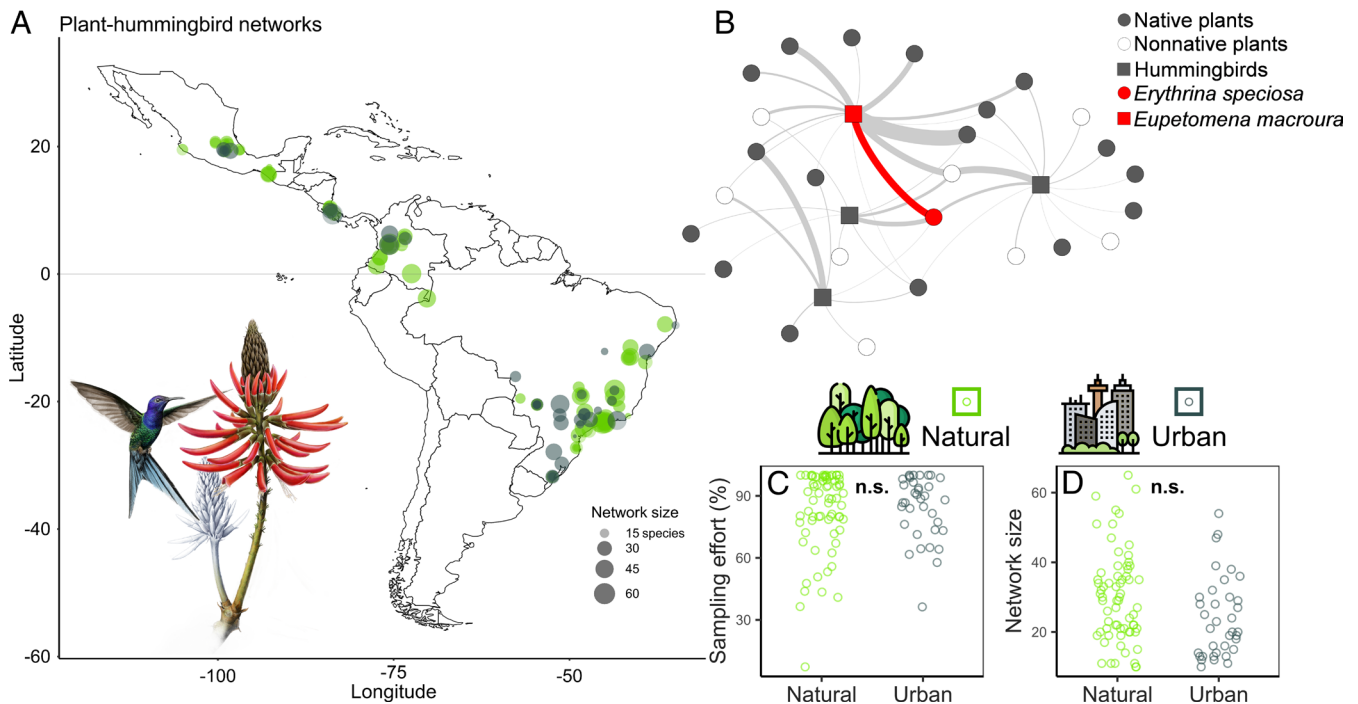 A
Plant-hummingbird networks
20
0
-20
-40
-60
Latitude
-100
-75
-50
Longitude
Network size
15 species
30
45
60
B
Native plants
Nonnative plants
Hummingbirds
Erythrina speciosa
Eupetomena macroura
Natural
Urban
C
n.s.
90
60
30
Sampling effort (%)
Natural
Urban
D
n.s.
60
40
20
Network size
Natural
Urban